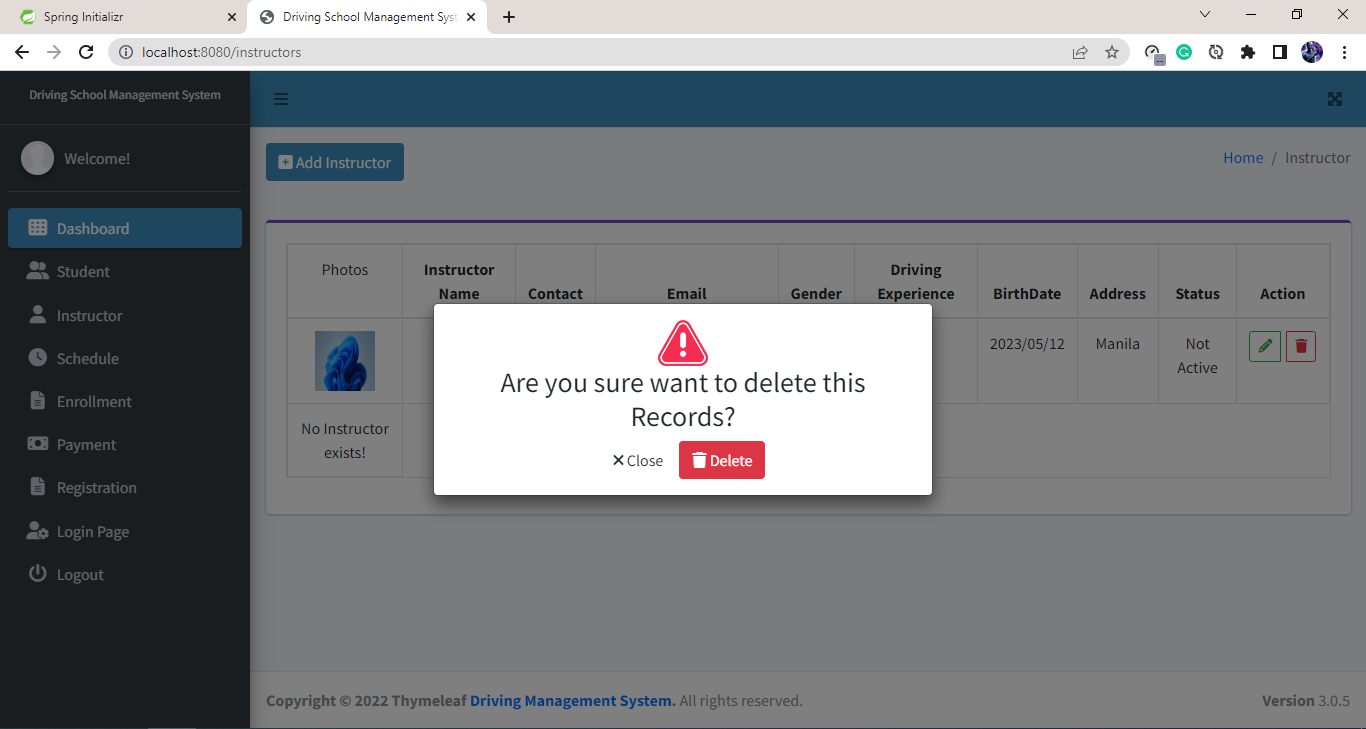 Spring Initializr
Driving School Management Syst
localhost:8080/instructors
Driving School Management System
Welcome!
Dashboard
Student
Instructor
Schedule
Enrollment
Payment
Registration
Login Page
Logout
Add Instructor
Home / Instructor
Photos
Instructor
Name
Contact
Email
Gender
Driving
Experience
BirthDate
Address
Status
Action
2023/05/12
Manila
Not
Active
No Instructor
exists!
Are you sure want to delete this
Records?
Close
Delete
Copyright © 2022 Thymeleaf Driving Management System. All rights reserved.
Version 3.0.5